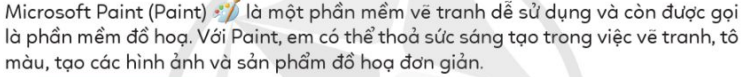 Microsoft Paint (Paint) là một phần mềm vẽ tranh dễ sử dụng và còn được gọi
là phần mềm đồ hoạ. Với Paint, em có thể thoả sức sáng tạo trong việc vẽ tranh, tô
màu, tạo các hình ảnh và sản phẩm đồ hoạ đơn giản.